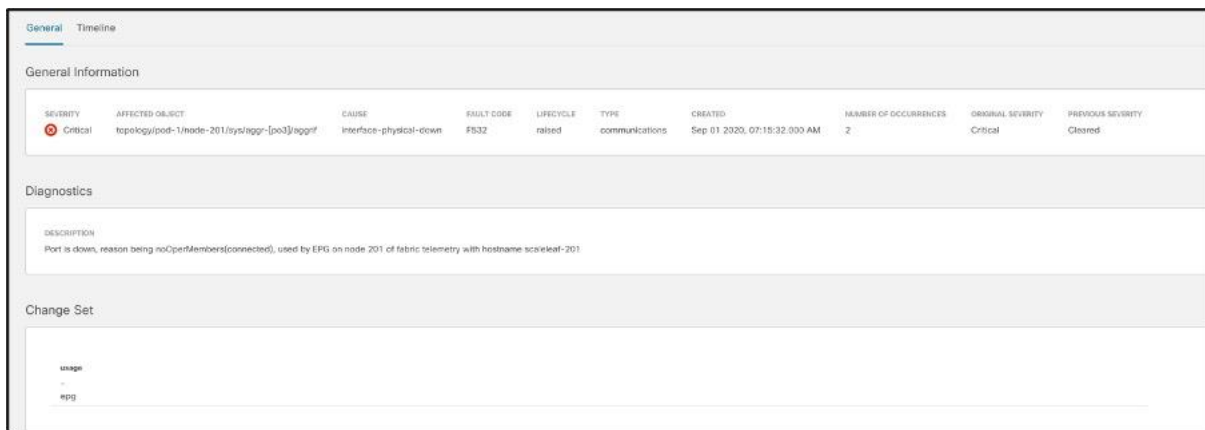 General Timeline
General Information
SEVERITY AFFECTED OBJECT CAUSE FAULT CODE LIFECYCLE TYPE CREATED NUMBER OF OCCURRENCES ORIGINAL SEVERITY PREVIOUS SEVERITY
Critical topology/pod-1/node-201/sys/aggr-[po3]/aggrif interface-physical-down F532 raised communications Sep 01 2020, 07:15:32.000 AM 2 Critical Cleared
Diagnostics
DESCRIPTION
Port is down, reason being noOperMembers(connected), used by EPG on node 201 of fabric telemetry with hostname scaleleaf-201
Change Set
usage
-
epg